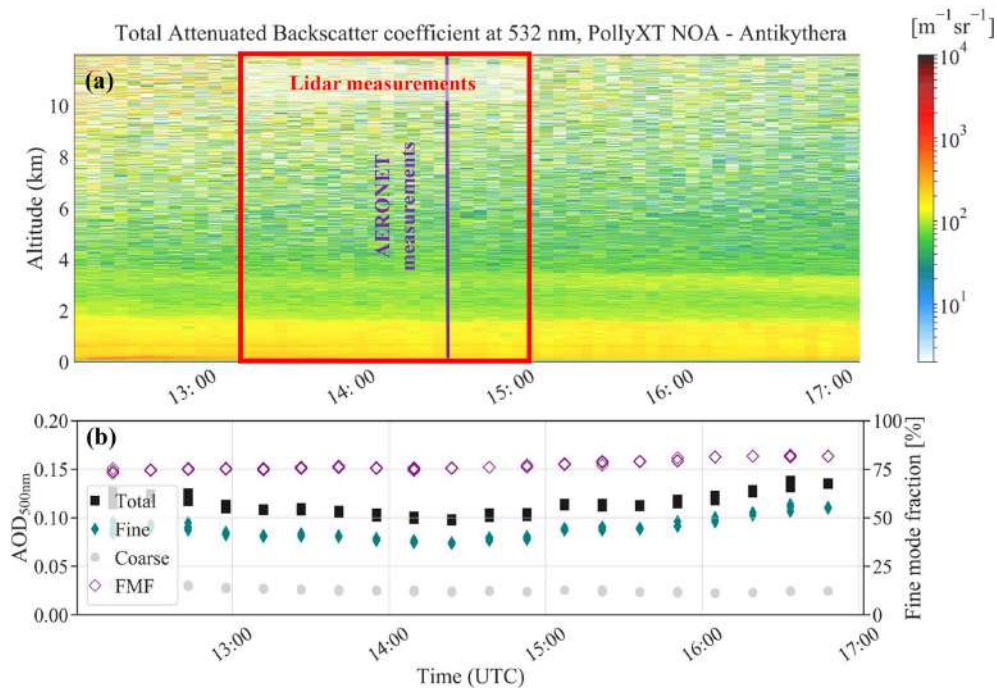 Total Attenuated Backscatter coefficient at 532 nm, PollyXT NOA - Antikythera
[m⁻¹sr⁻¹]
(a)
Lidar measurements
AERONET
measurements
Altitude (km)
10
8
6
4
2
0
13: 00
14: 00
15: 00
16: 00
17: 00
10⁴
10³
10²
10¹
(b)
AOD500nm
0.20
0.15
0.10
0.05
0.00
Total
Fine
Coarse
FMF
100
75
50
25
0
Fine mode fraction [%]
13:00
14:00
15:00
16:00
17:00
Time (UTC)